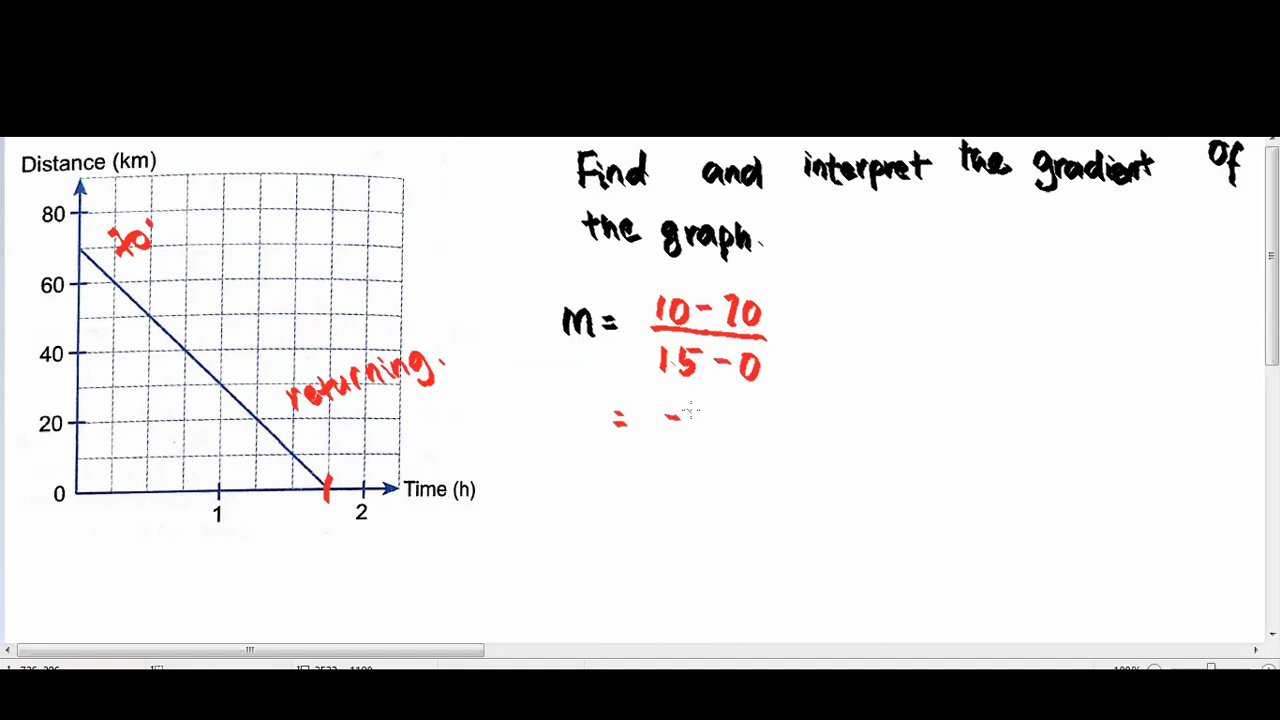 Distance (km)
80
60
40
20
0
1
2
Time (h)
'70'
returning.
Find and interpret the gradient of
the graph.
m = 10 - 70
1.5 - 0
= -